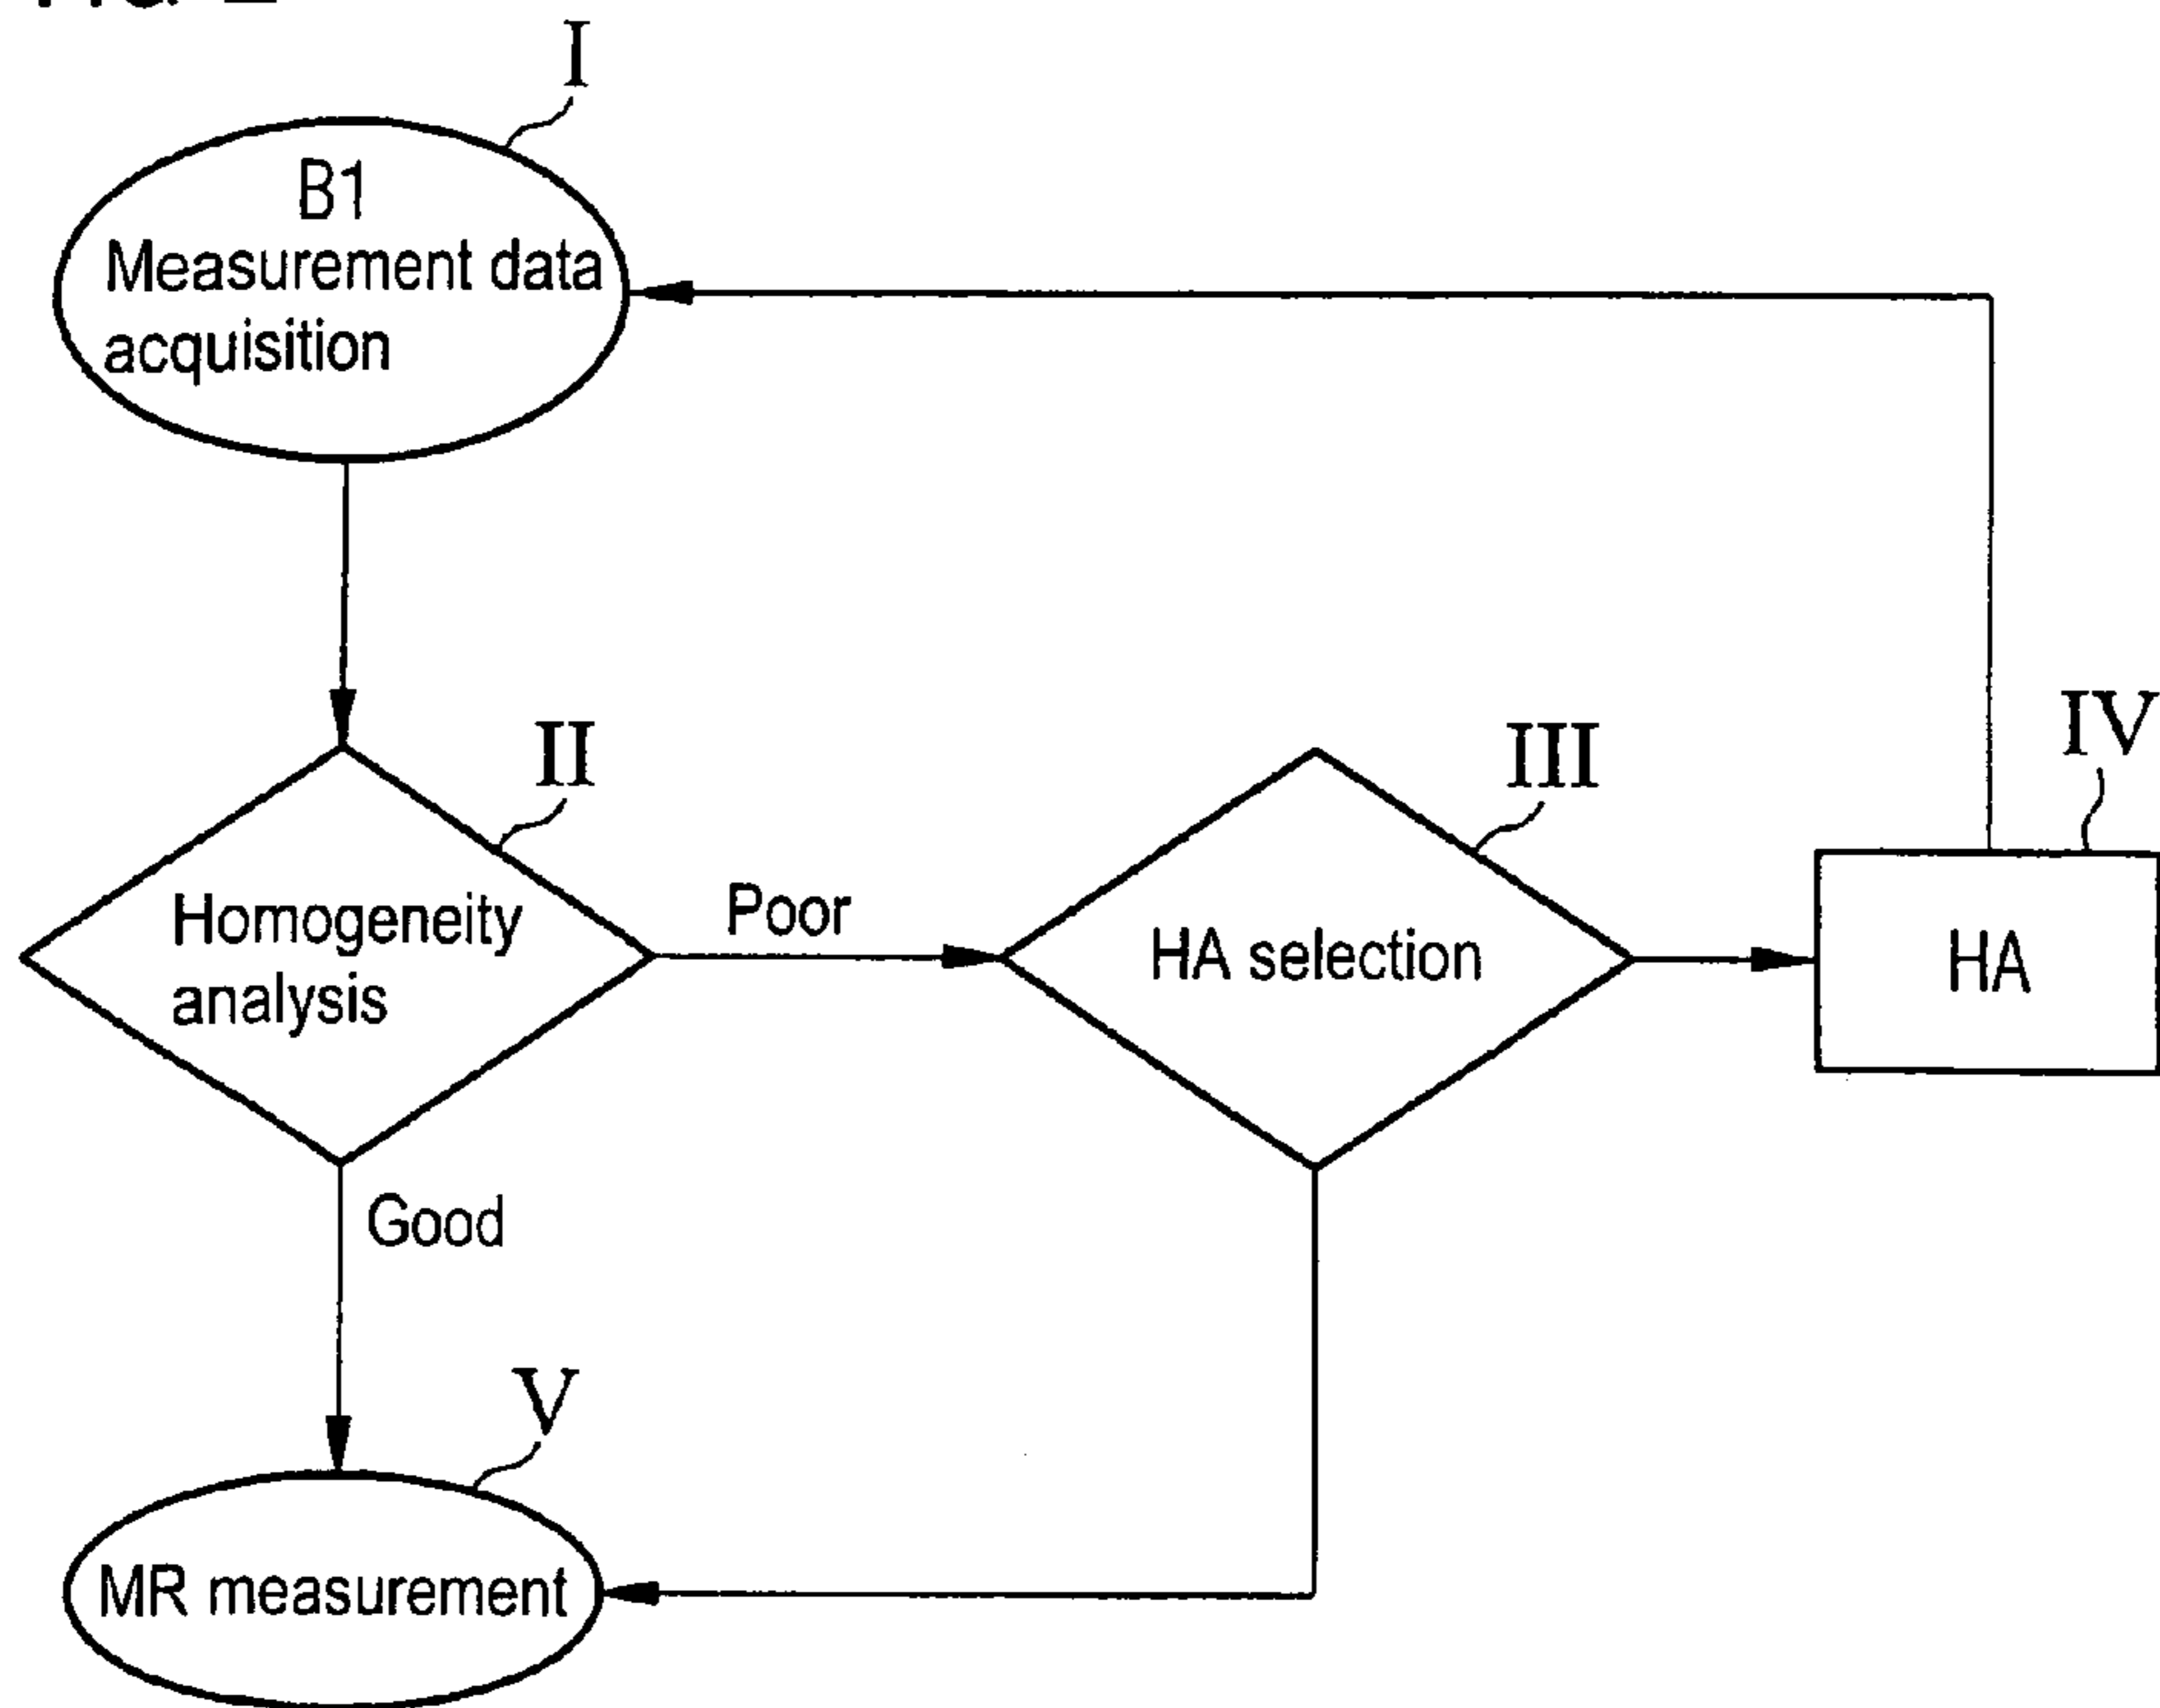 I
B1
Measurement data
acquisition
II
III
IV
Homogeneity
analysis
Poor
HA selection
HA
Good
V
MR measurement